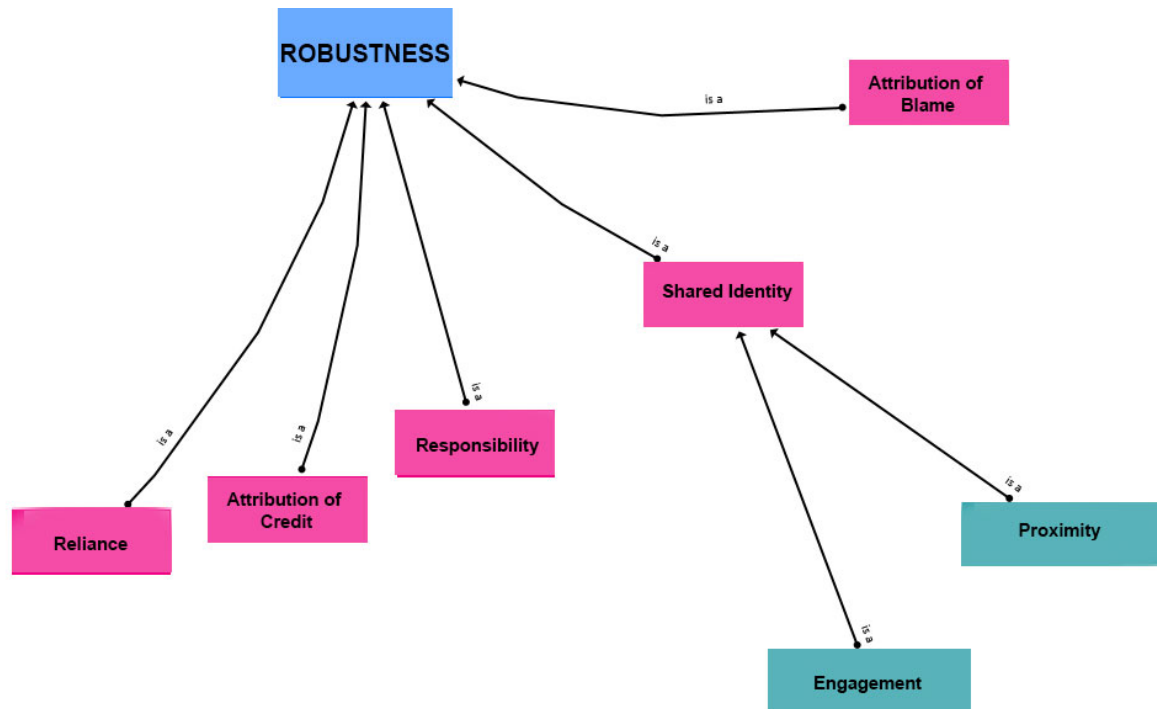 ROBUSTNESS
Attribution of
Blame
is a
is a
Shared Identity
is a
is a
is a
Responsibility
Attribution of
Credit
Reliance
is a
Proximity
is a
Engagement